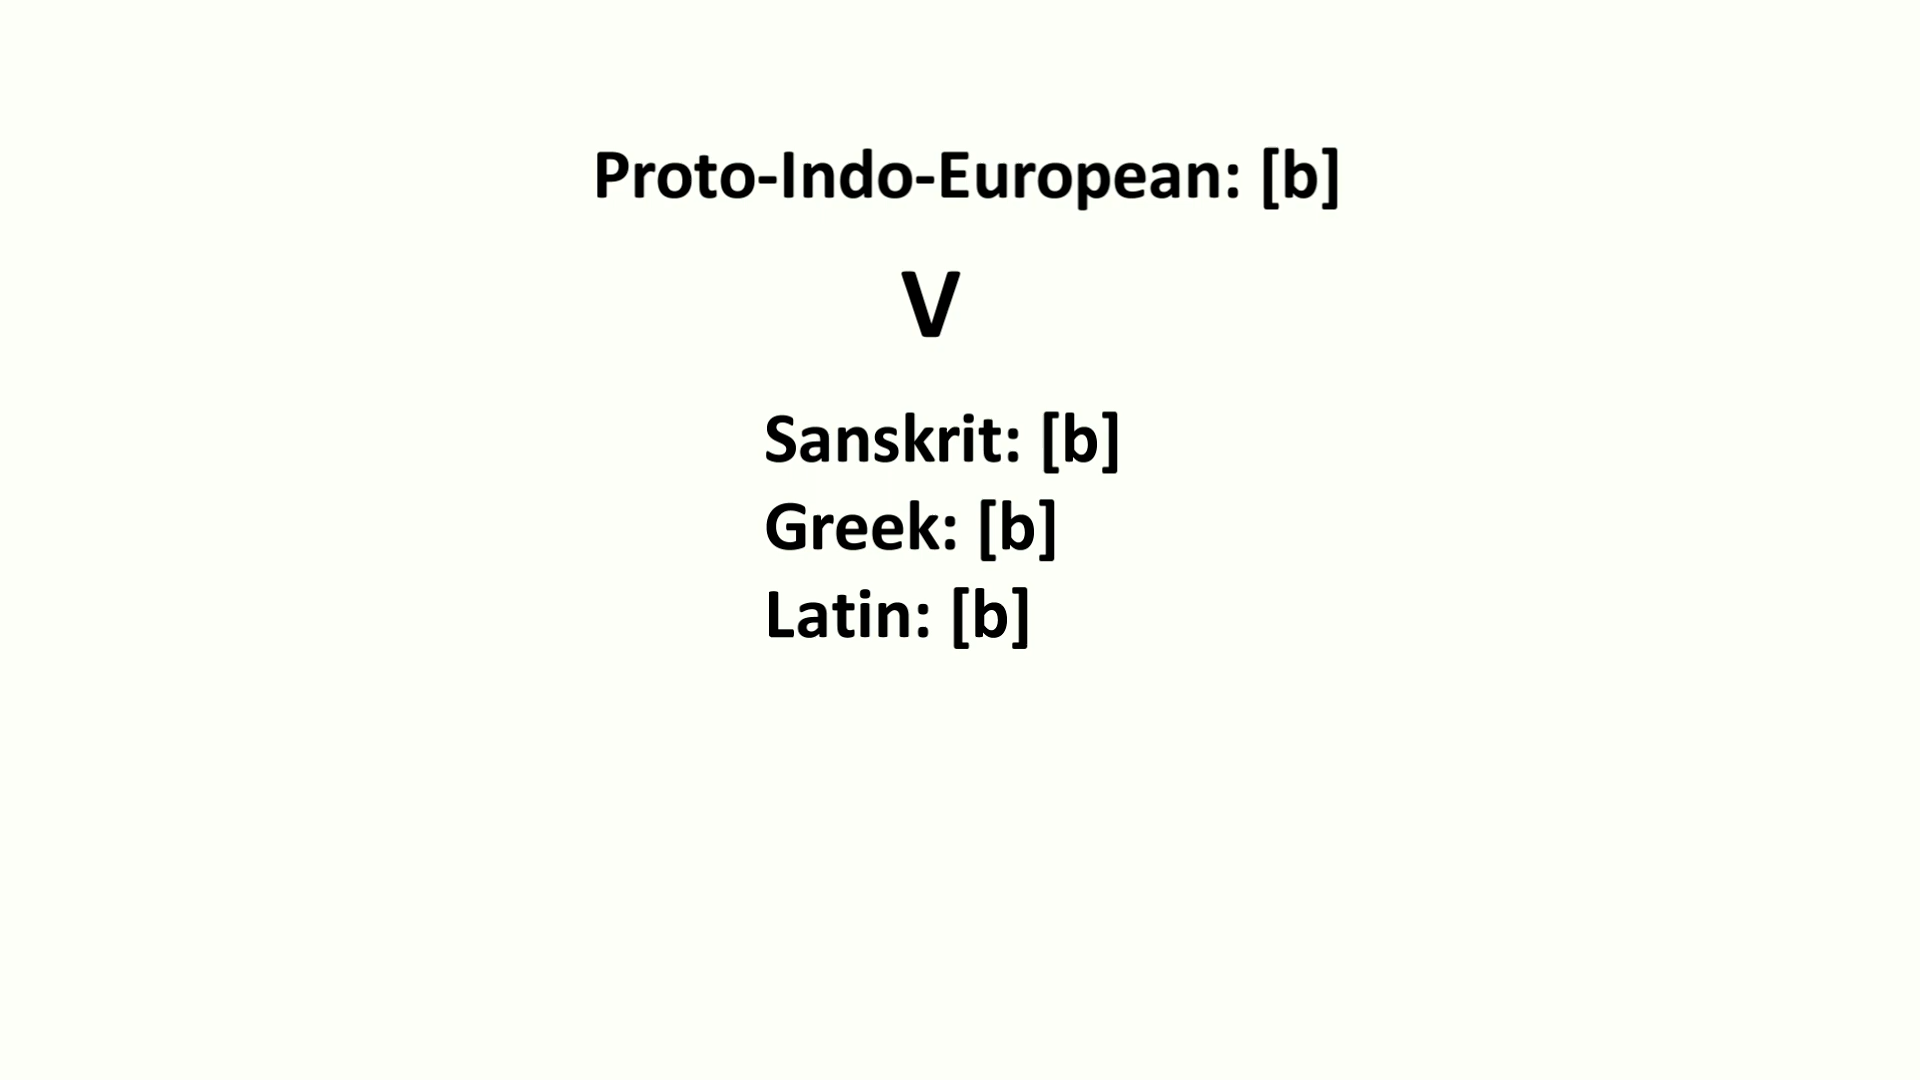 Proto-Indo-European: [b]
V
Sanskrit: [b]
Greek: [b]
Latin: [b]